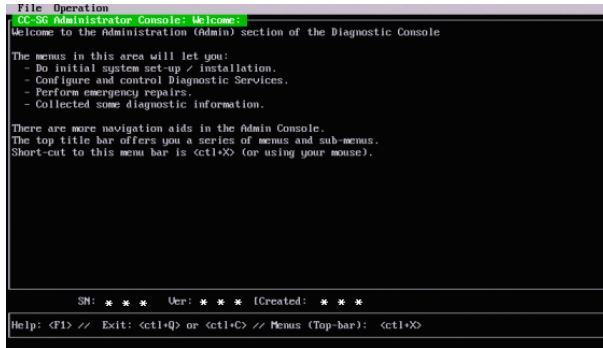 File Operation
CC-SG Administrator Console: Welcome:
Welcome to the Administration (Admin) section of the Diagnostic Console
The menus in this area will let you:
- Do initial system set-up / installation.
- Configure and control Diagnostic Services.
- Perform emergency repairs.
- Collected some diagnostic information.
There are more navigation aids in the Admin Console.
The top title bar offers you a series of menus and sub-menus.
Short-cut to this menu bar is <ctl+X> (or using your mouse).
SN: * * * Ver: * * * [Created: * * *
Help: <F1> // Exit: <ctl+Q> or <ctl+C> // Menus (Top-bar): <ctl+X>